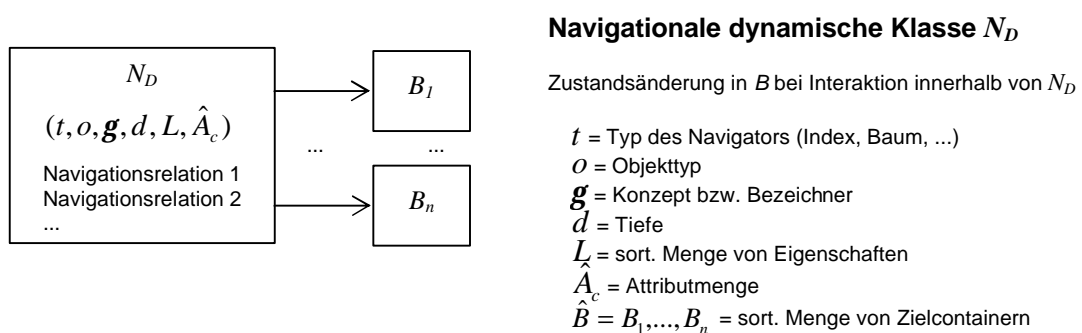 N_D
(t, o, g, d, L, Â_c)
Navigationsrelation 1
Navigationsrelation 2
...
B_1
...
...
B_n
Navigationale dynamische Klasse N_D
Zustandsänderung in B bei Interaktion innerhalb von N_D
t = Typ des Navigators (Index, Baum, ...)
o = Objekttyp
g = Konzept bzw. Bezeichner
d = Tiefe
L = sort. Menge von Eigenschaften
Â_c = Attributmenge
B̂ = B_1,..., B_n = sort. Menge von Zielcontainern